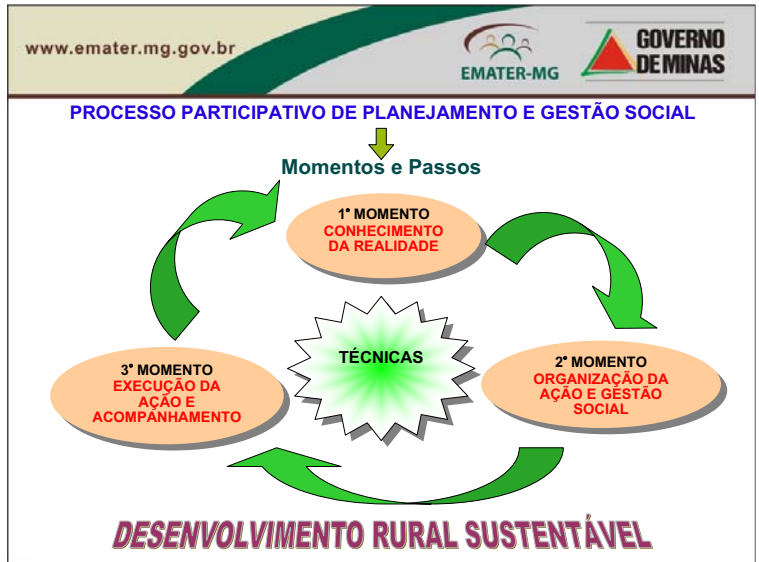 www.emater.mg.gov.br
EMATER-MG
GOVERNO
DE MINAS
PROCESSO PARTICIPATIVO DE PLANEJAMENTO E GESTÃO SOCIAL
Momentos e Passos
1° MOMENTO
CONHECIMENTO
DA REALIDADE
TÉCNICAS
3° MOMENTO
EXECUÇÃO DA
AÇÃO E
ACOMPANHAMENTO
2° MOMENTO
ORGANIZAÇÃO DA
AÇÃO E GESTÃO
SOCIAL
DESENVOLVIMENTO RURAL SUSTENTÁVEL